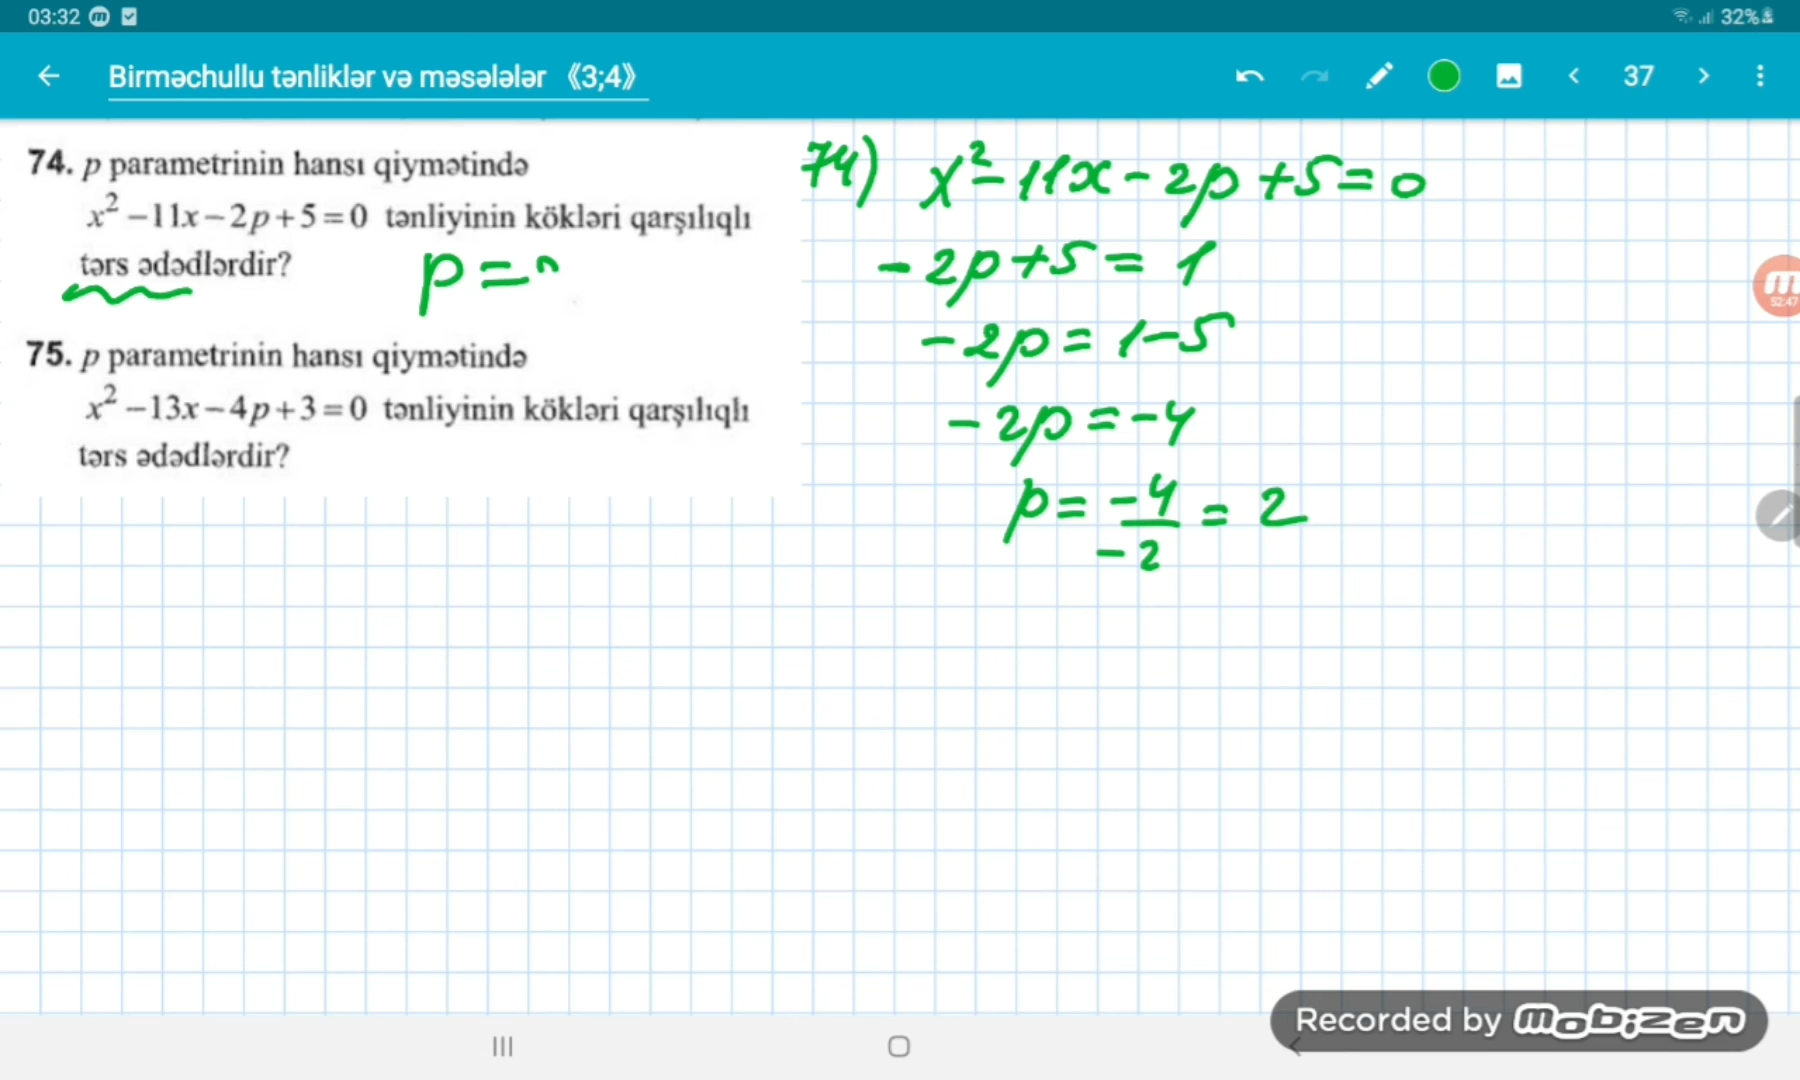 03:32
32%
Birməchullu tənliklər və məsələlər 《3;4》
37
74. p parametrinin hansı qiymətində
x² −11x−2p+5=0 tənliyinin kökləri qarşılıqlı
tərs ədədlərdir?
p=
75. p parametrinin hansı qiymətində
x² −13x−4p+3=0 tənliyinin kökləri qarşılıqlı
tərs ədədlərdir?
74) x²-11x-2p+5=0
-2p+5=1
-2p=1-5
-2p=-4
p=-4/-2=2
52:47
Recorded by mobizen